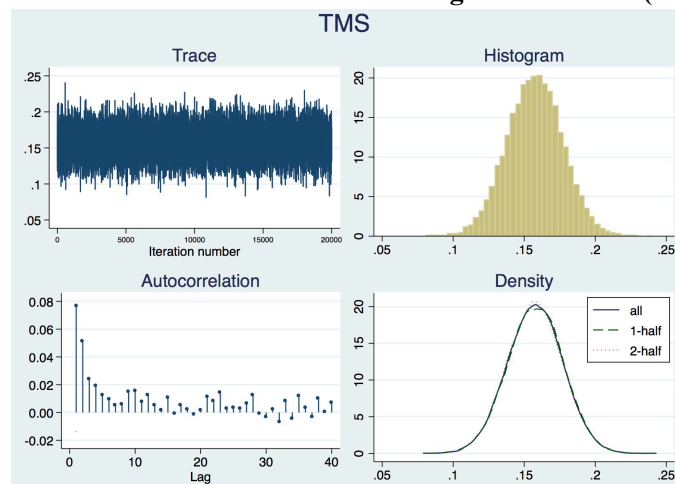 TMS
Trace
.25
.2
.15
.1
.05
0 5000 10000 15000 20000
Iteration number
Histogram
20
15
10
5
0
.05 .1 .15 .2 .25
Autocorrelation
0.08
0.06
0.04
0.02
0.00
-0.02
0 10 20 30 40
Lag
Density
20
15
10
5
0
all
1-half
2-half
.05 .1 .15 .2 .25